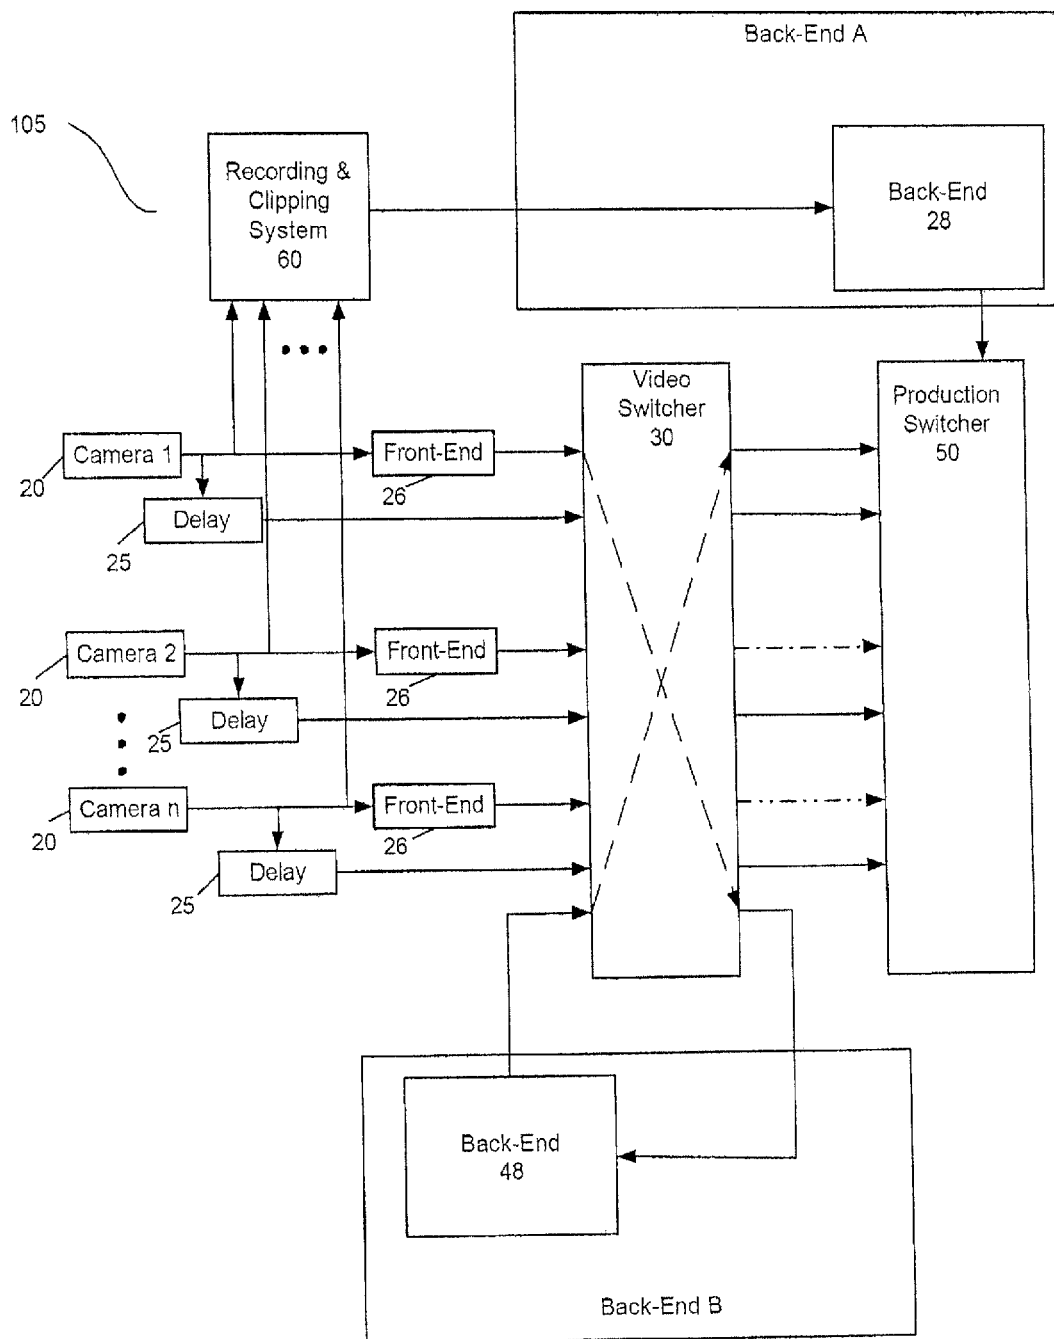 Back-End A
105
Recording &
Clipping
System
60
Back-End
28
Video
Switcher
30
Production
Switcher
50
Camera 1
20
Front-End
26
Delay
25
Camera 2
20
Front-End
26
Delay
25
Camera n
20
Front-End
26
Delay
25
Back-End
48
Back-End B